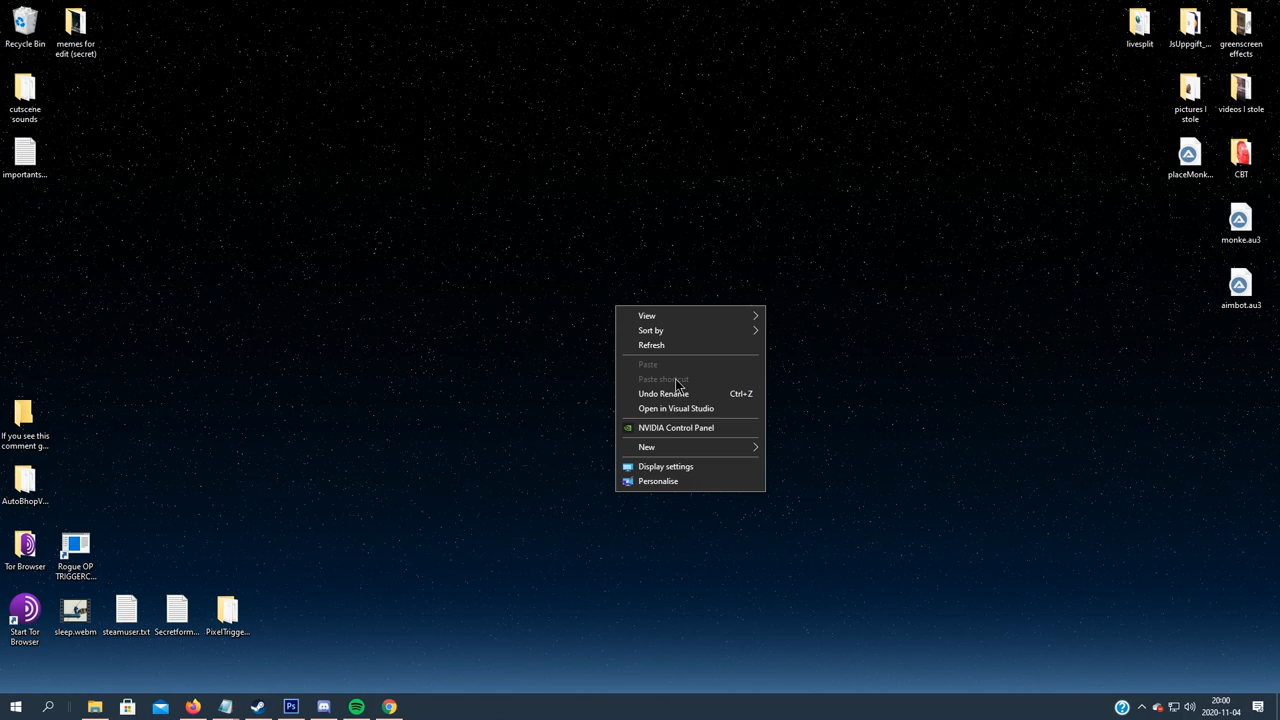 Recycle Bin
memes for
edit (secret)
cutscene
sounds
importants...
livesplit
JsUppgift_...
greenscreen
effects
pictures I
stole
videos I stole
placeMonk...
CBT
monke.au3
aimbot.au3
View
Sort by
Refresh
Paste
Paste shortcut
Undo Rename Ctrl+Z
Open in Visual Studio
NVIDIA Control Panel
New
Display settings
Personalise
If you see this
comment g...
AutoBhopV...
Tor Browser
Rogue OP
TRIGGERC...
Start Tor
Browser
sleep.webm
steamuser.txt
Secretform...
PixelTrigge...
Ps
20:00
2020-11-04